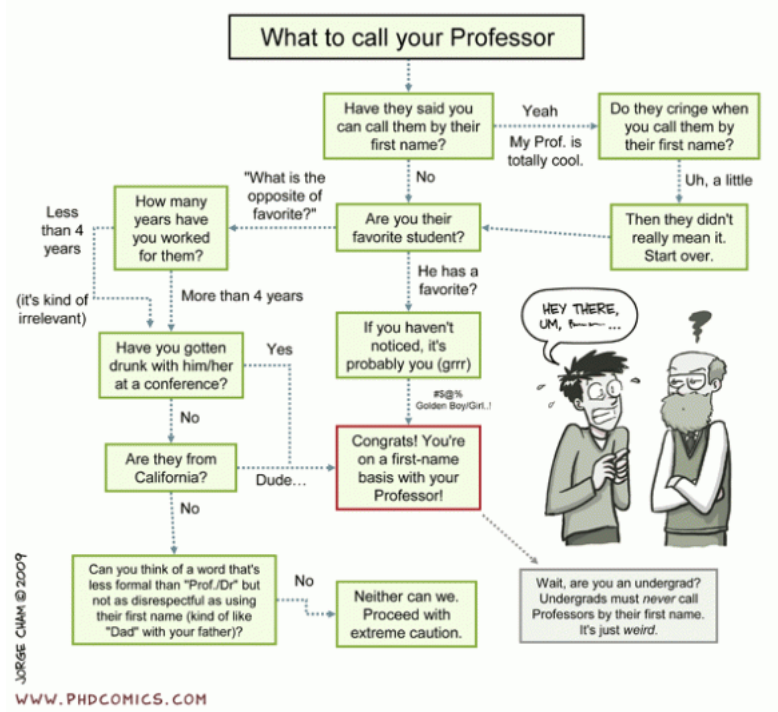 What to call your Professor
Have they said you
can call them by their
first name?
Yeah
My Prof. is
totally cool.
Do they cringe when
you call them by
their first name?
No
Uh, a little
"What is the
opposite of
favorite?"
How many
years have
you worked
for them?
Less
than 4
years
Are you their
favorite student?
Then they didn't
really mean it.
Start over.
He has a
favorite?
(it's kind of
irrelevant)
More than 4 years
If you haven't
noticed, it's
probably you (grrr)
HEY THERE,
UM,
Have you gotten
drunk with him/her
at a conference?
Yes
#$@%
Golden Boy/Girl..!
No
Congrats! You're
on a first-name
basis with your
Professor!
Are they from
California?
Dude...
No
Can you think of a word that's
less formal than "Prof./Dr" but
not as disrespectful as using
their first name (kind of like
"Dad" with your father)?
No
Neither can we.
Proceed with
extreme caution.
Wait, are you an undergrad?
Undergrads must never call
Professors by their first name.
It's just weird.
JORGE CHAM © 2009
WWW.PHDCOMICS.COM